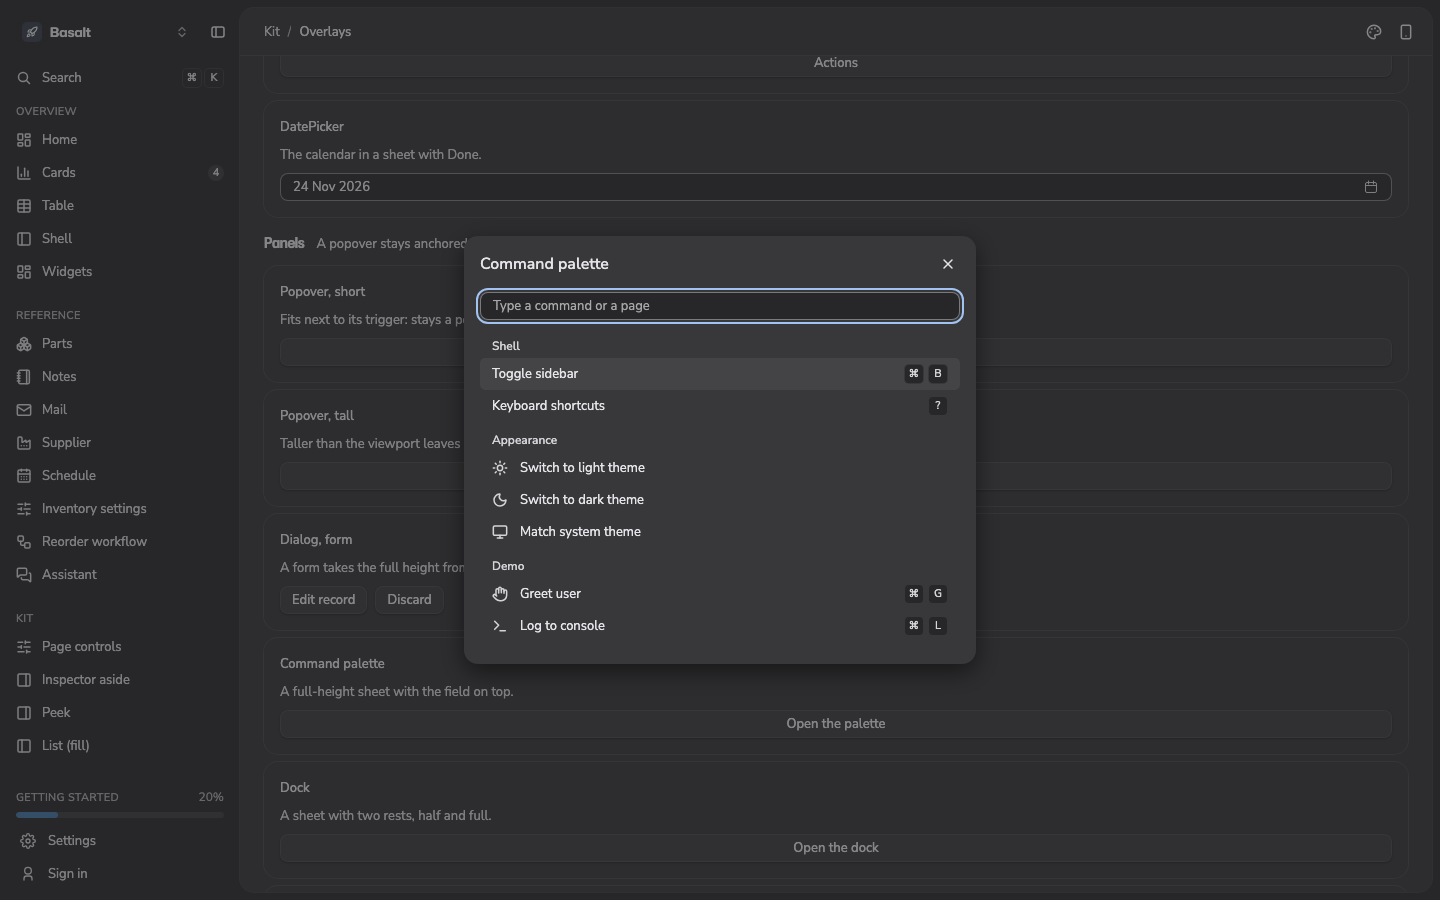 Basalt
Search ⌘ K
OVERVIEW
Home
Cards 4
Table
Shell
Widgets
REFERENCE
Parts
Notes
Mail
Supplier
Schedule
Inventory settings
Reorder workflow
Assistant
KIT
Page controls
Inspector aside
Peek
List (fill)
GETTING STARTED 20%
Settings
Sign in
Kit / Overlays
Actions
DatePicker
The calendar in a sheet with Done.
24 Nov 2026
Panels A popover stays anchored
Popover, short
Fits next to its trigger: stays a
Popover, tall
Taller than the viewport leaves
Dialog, form
A form takes the full height
Edit record Discard
Command palette
A full-height sheet with the field on top.
Open the palette
Dock
A sheet with two rests, half and full.
Open the dock
Command palette
Type a command or a page
Shell
Toggle sidebar ⌘ B
Keyboard shortcuts ?
Appearance
Switch to light theme
Switch to dark theme
Match system theme
Demo
Greet user ⌘ G
Log to console ⌘ L